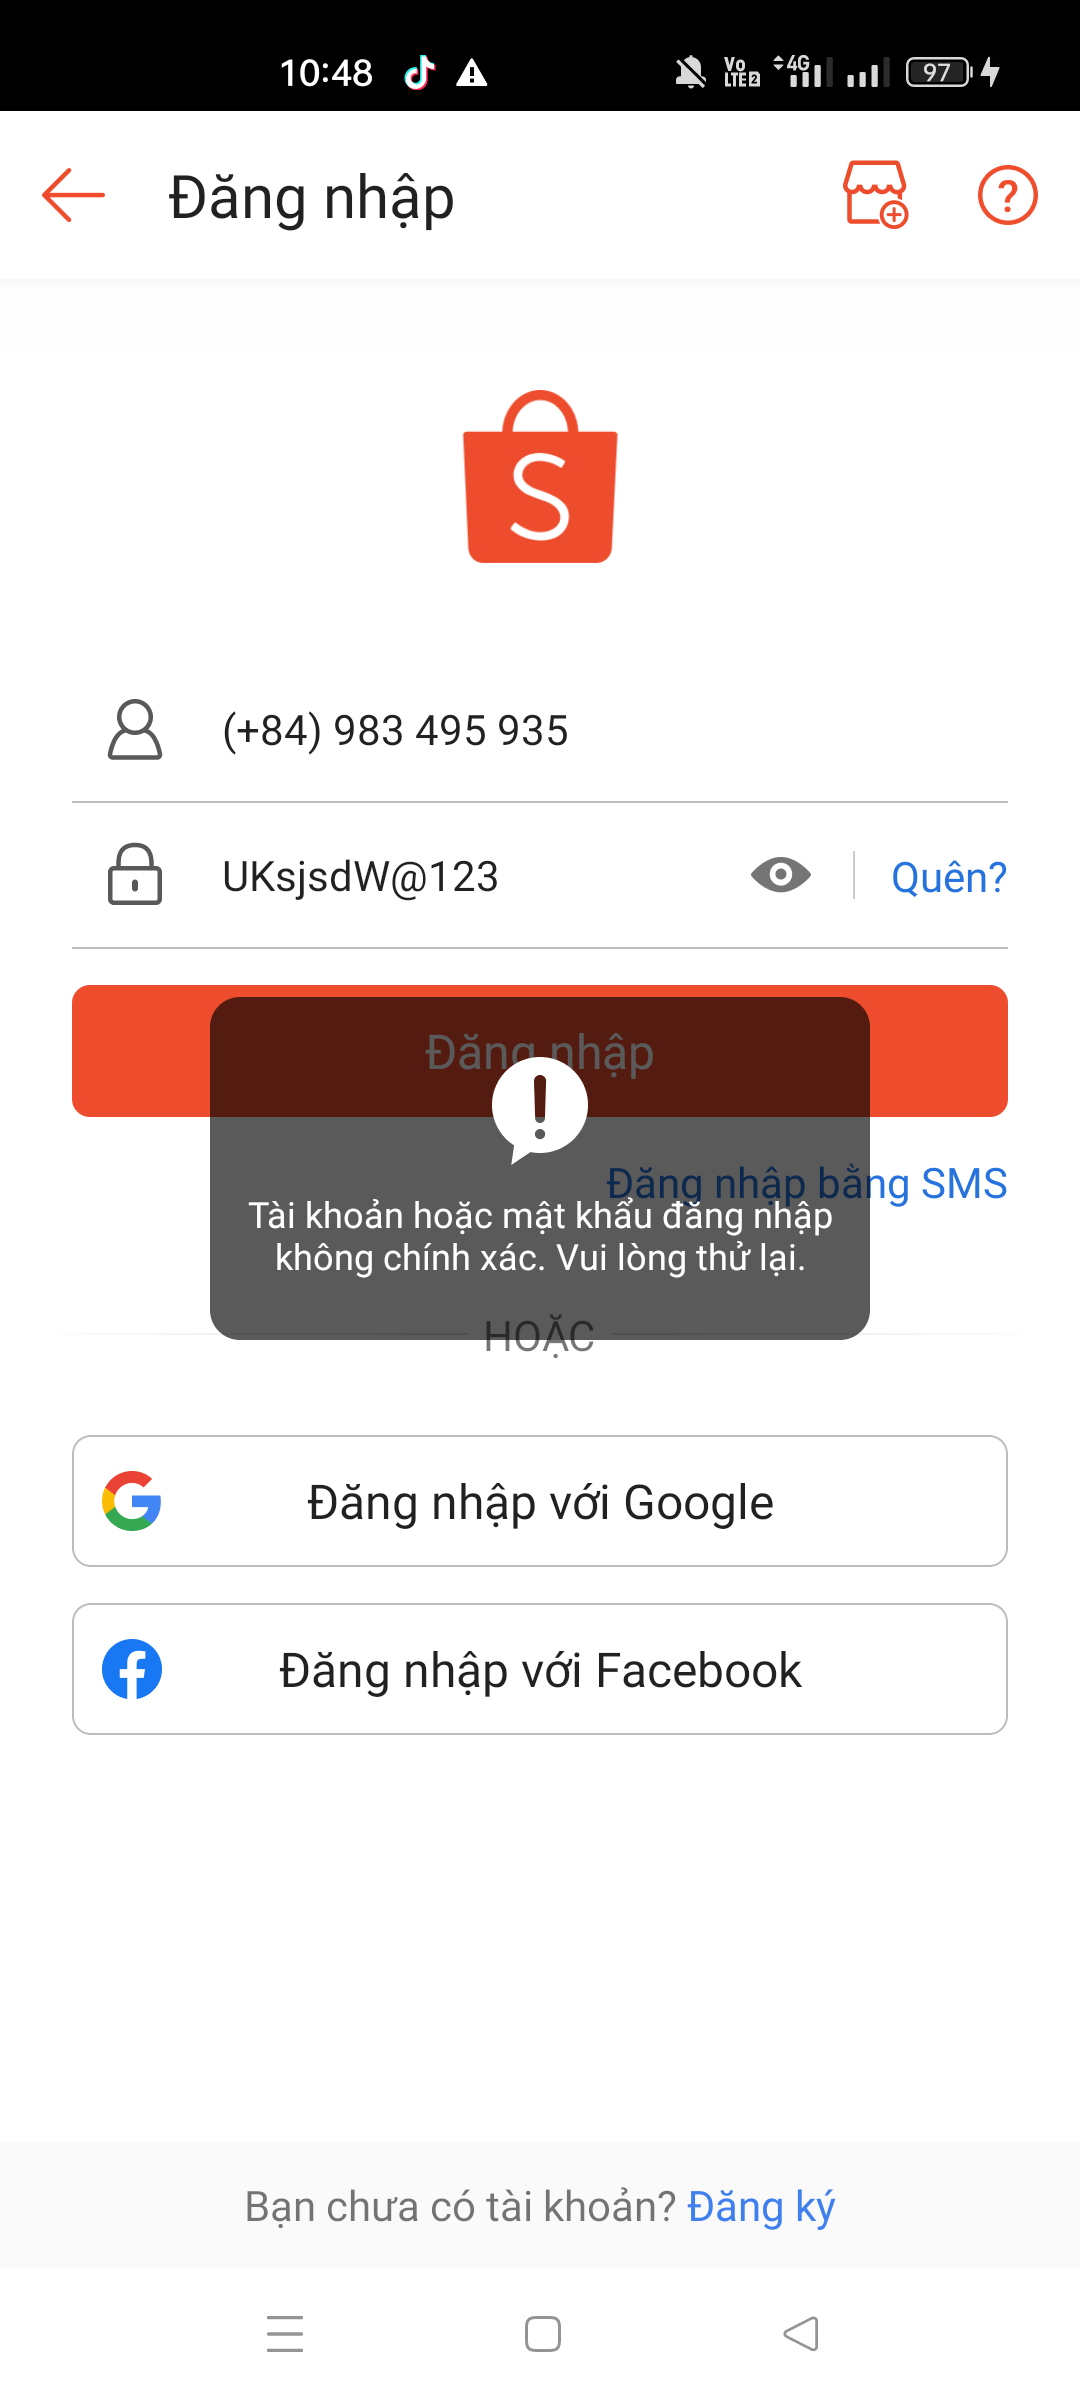 10:48
Vo LTE 2
4G
97
Đăng nhập
?
S
(+84) 983 495 935
UKsjsdW@123
Quên?
Đăng nhập
Đăng nhập bằng SMS
Tài khoản hoặc mật khẩu đăng nhập
không chính xác. Vui lòng thử lại.
HOẶC
Đăng nhập với Google
Đăng nhập với Facebook
Bạn chưa có tài khoản? Đăng ký